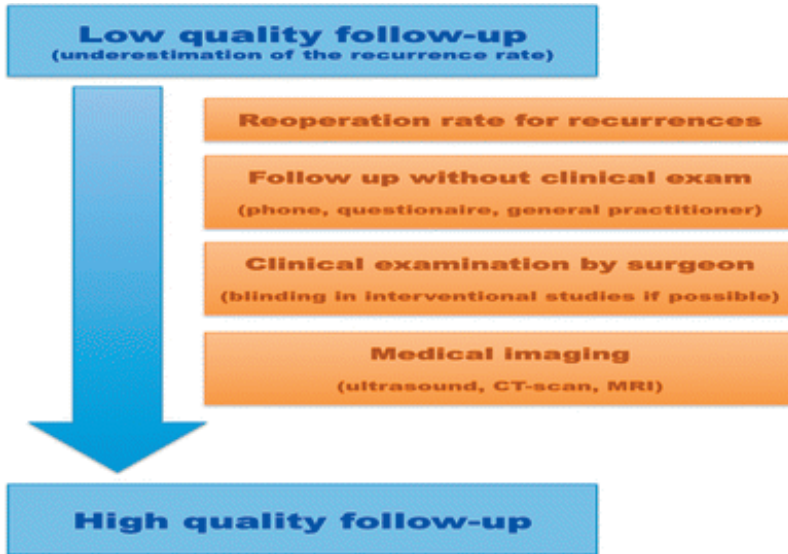 Low quality follow-up
(underestimation of the recurrence rate)
Reoperation rate for recurrences
Follow up without clinical exam
(phone, questionaire, general practitioner)
Clinical examination by surgeon
(blinding in interventional studies if possible)
Medical imaging
(ultrasound, CT-scan, MRI)
High quality follow-up